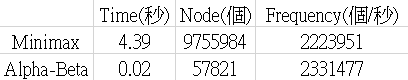 Time(秒) Node(個) Frequency(個/秒)
Minimax 4.39 9755984 2223951
Alpha-Beta 0.02 57821 2331477